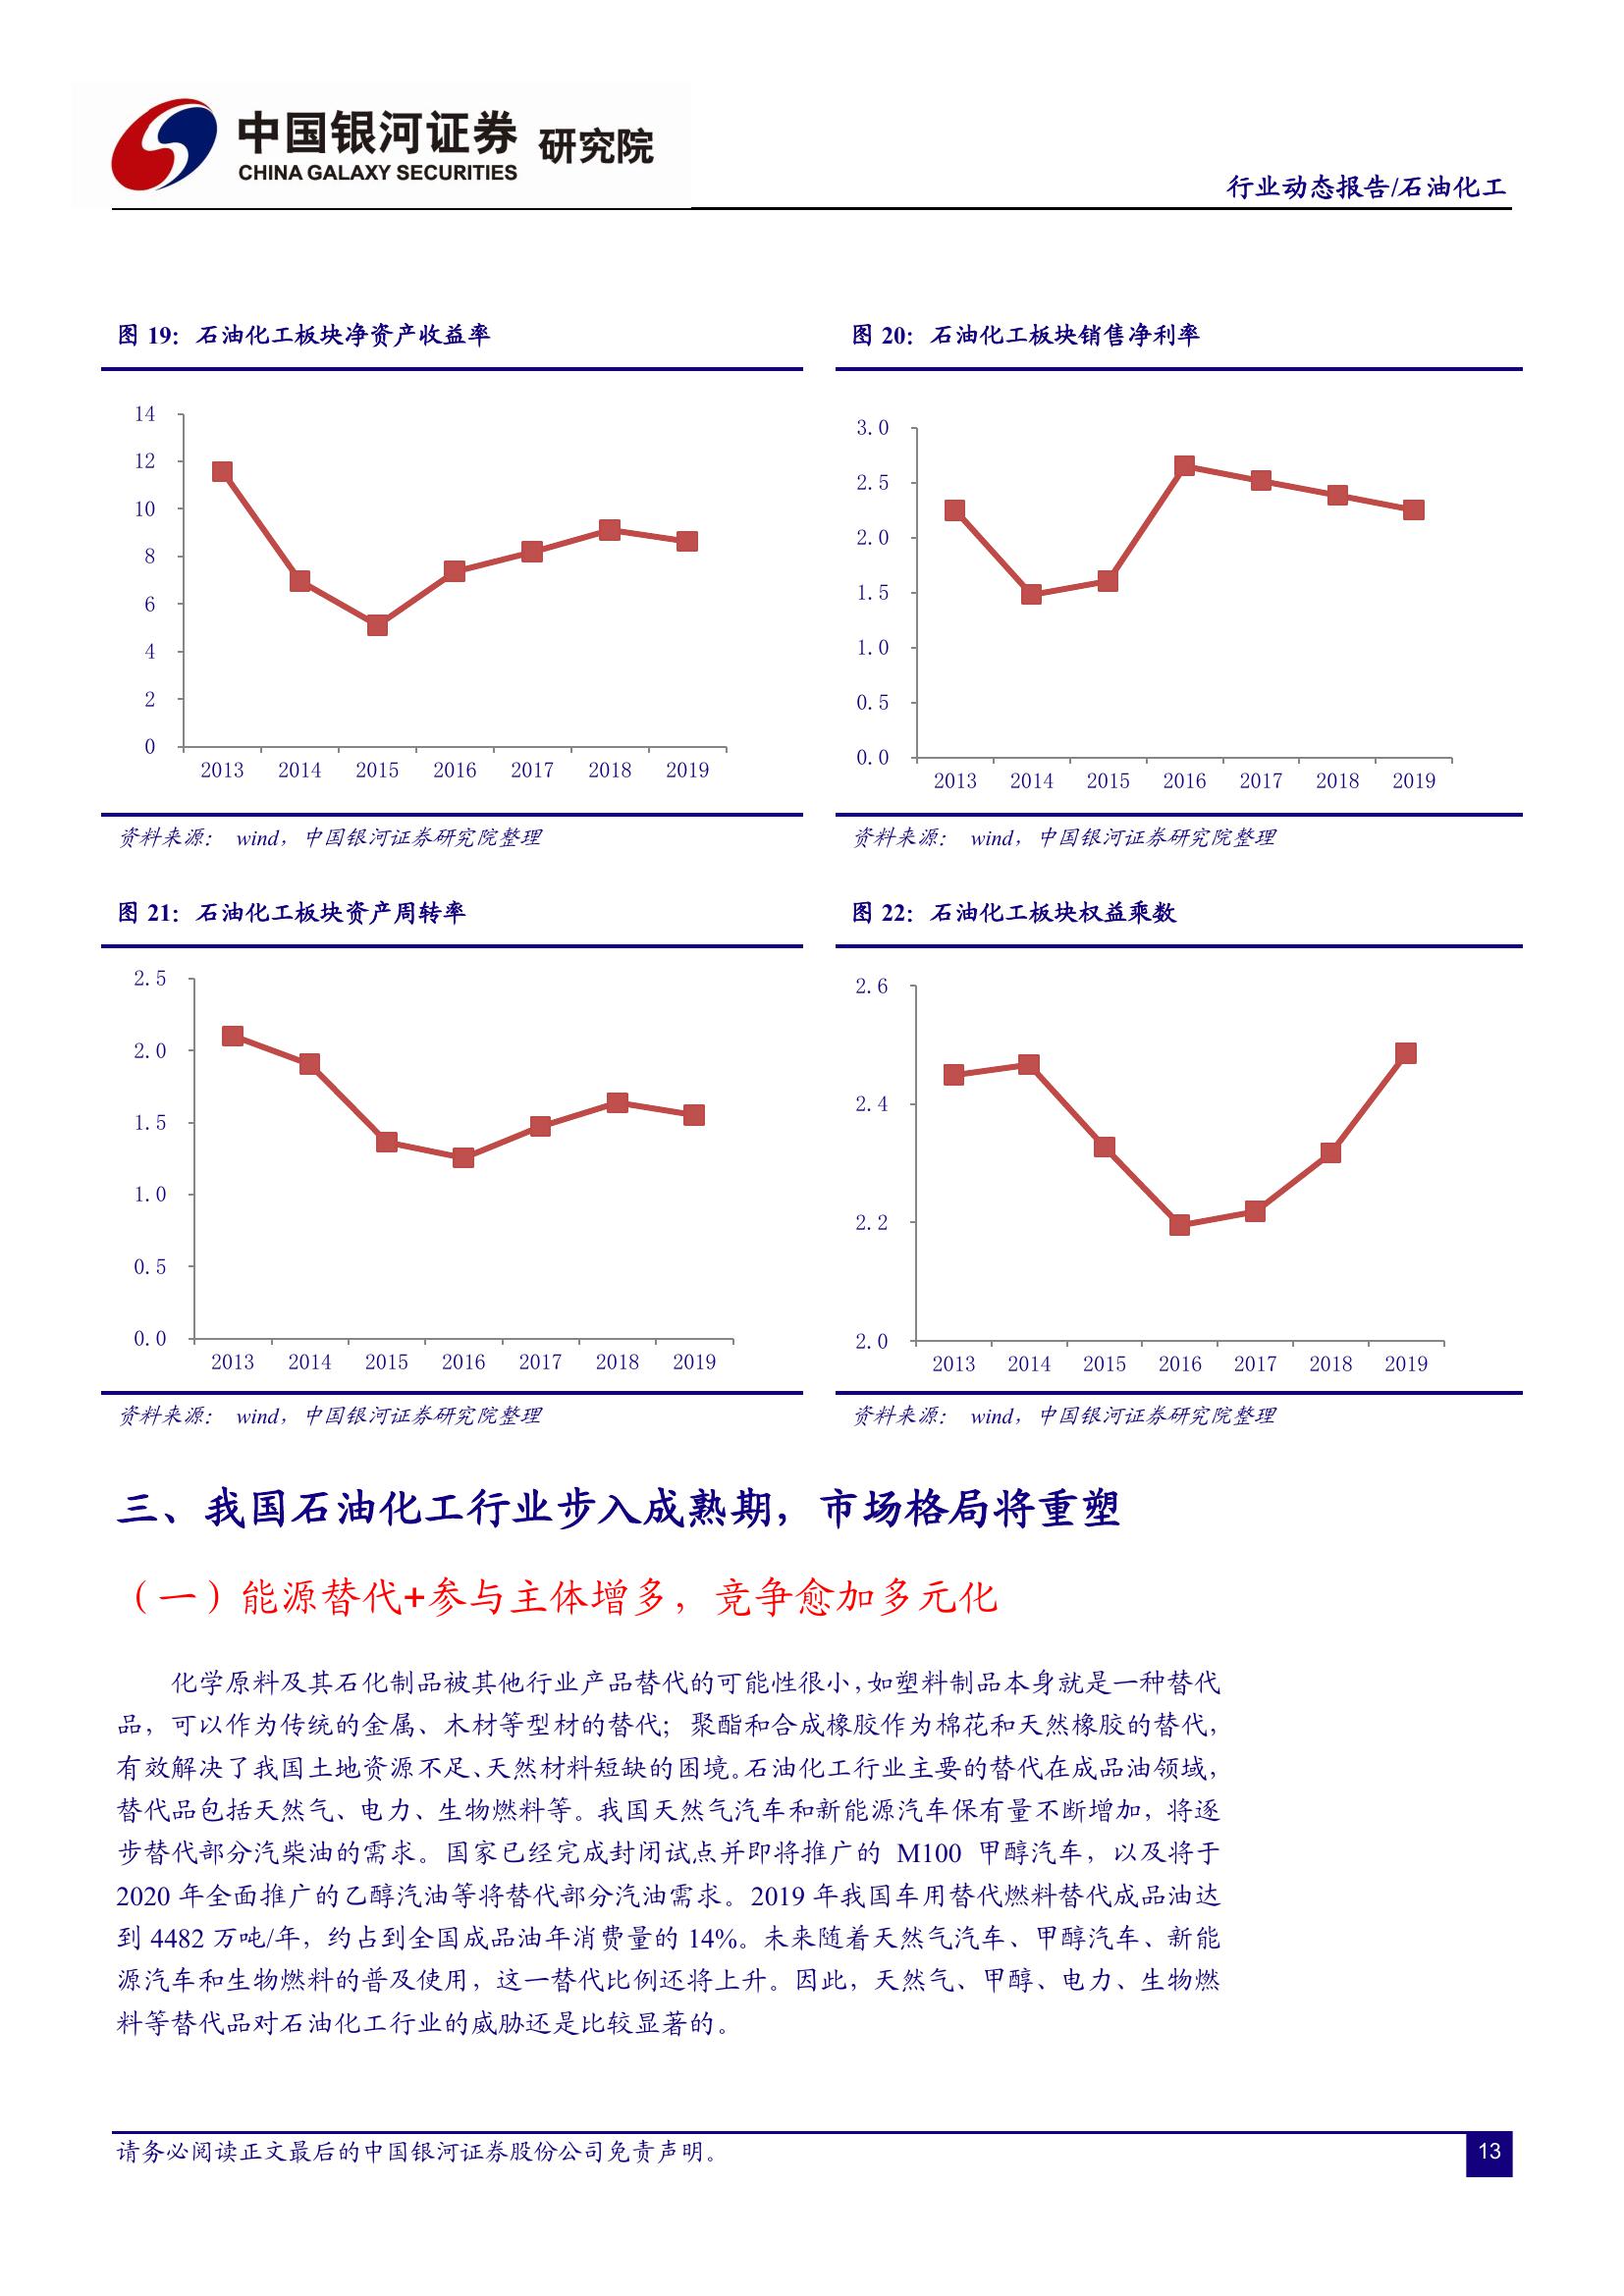 中国银河证券 研究院
CHINA GALAXY SECURITIES
行业动态报告/石油化工
图 19：石油化工板块净资产收益率
14
12
10
8
6
4
2
0
2013 2014 2015 2016 2017 2018 2019
资料来源： wind，中国银河证券研究院整理
图 20：石油化工板块销售净利率
3.0
2.5
2.0
1.5
1.0
0.5
0.0
2013 2014 2015 2016 2017 2018 2019
资料来源： wind，中国银河证券研究院整理
图 21：石油化工板块资产周转率
2.5
2.0
1.5
1.0
0.5
0.0
2013 2014 2015 2016 2017 2018 2019
资料来源： wind，中国银河证券研究院整理
图 22：石油化工板块权益乘数
2.6
2.4
2.2
2.0
2013 2014 2015 2016 2017 2018 2019
资料来源： wind，中国银河证券研究院整理
三、我国石油化工行业步入成熟期，市场格局将重塑
（一）能源替代+参与主体增多，竞争愈加多元化
化学原料及其石化制品被其他行业产品替代的可能性很小，如塑料制品本身就是一种替代
品，可以作为传统的金属、木材等型材的替代；聚酯和合成橡胶作为棉花和天然橡胶的替代，
有效解决了我国土地资源不足、天然材料短缺的困境。石油化工行业主要的替代在成品油领域，
替代品包括天然气、电力、生物燃料等。我国天然气汽车和新能源汽车保有量不断增加，将逐
步替代部分汽柴油的需求。国家已经完成封闭试点并即将推广的 M100 甲醇汽车，以及将于
2020 年全面推广的乙醇汽油等将替代部分汽油需求。2019 年我国车用替代燃料替代成品油达
到 4482 万吨/年，约占到全国成品油年消费量的 14%。未来随着天然气汽车、甲醇汽车、新能
源汽车和生物燃料的普及使用，这一替代比例还将上升。因此，天然气、甲醇、电力、生物燃
料等替代品对石油化工行业的威胁还是比较显著的。
请务必阅读正文最后的中国银河证券股份公司免责声明。
13